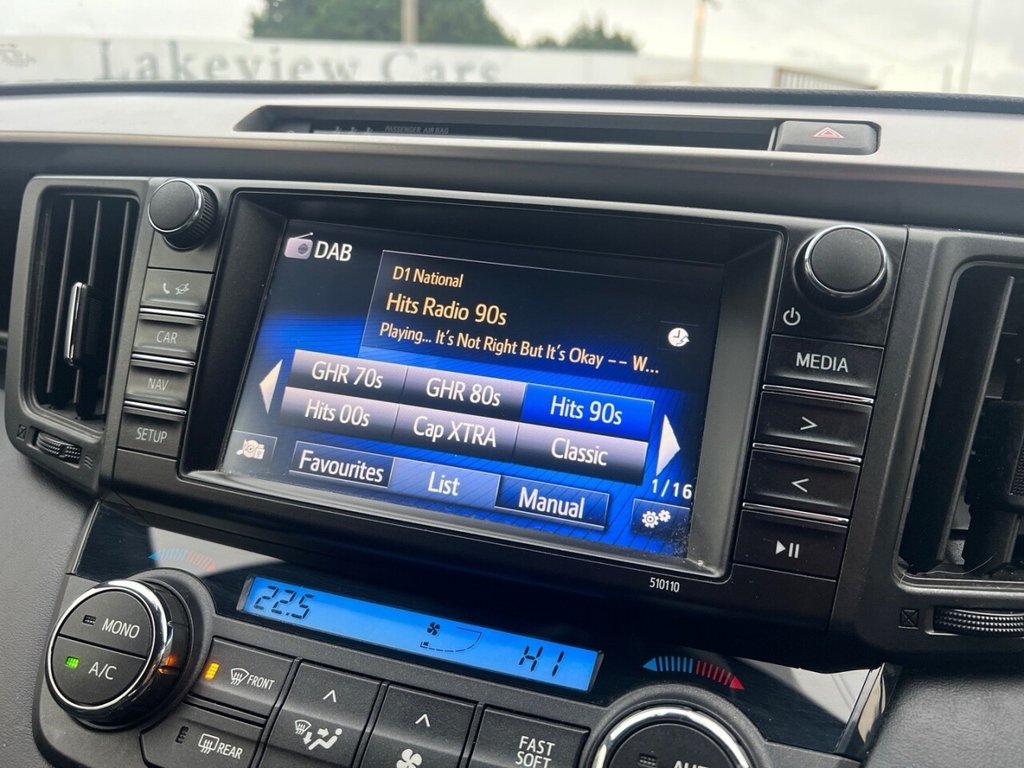 Lakeview Cars
PASSENGER AIR BAG
DAB
D1 National
Hits Radio 90s
Playing... It's Not Right But It's Okay -- W...
GHR 70s GHR 80s Hits 90s
Hits 00s Cap XTRA Classic
1/16
Favourites List Manual
CAR
NAV
SETUP
MEDIA
>
<
510110
22.5 HI
MONO
A/C
FRONT
REAR
FAST
SOFT